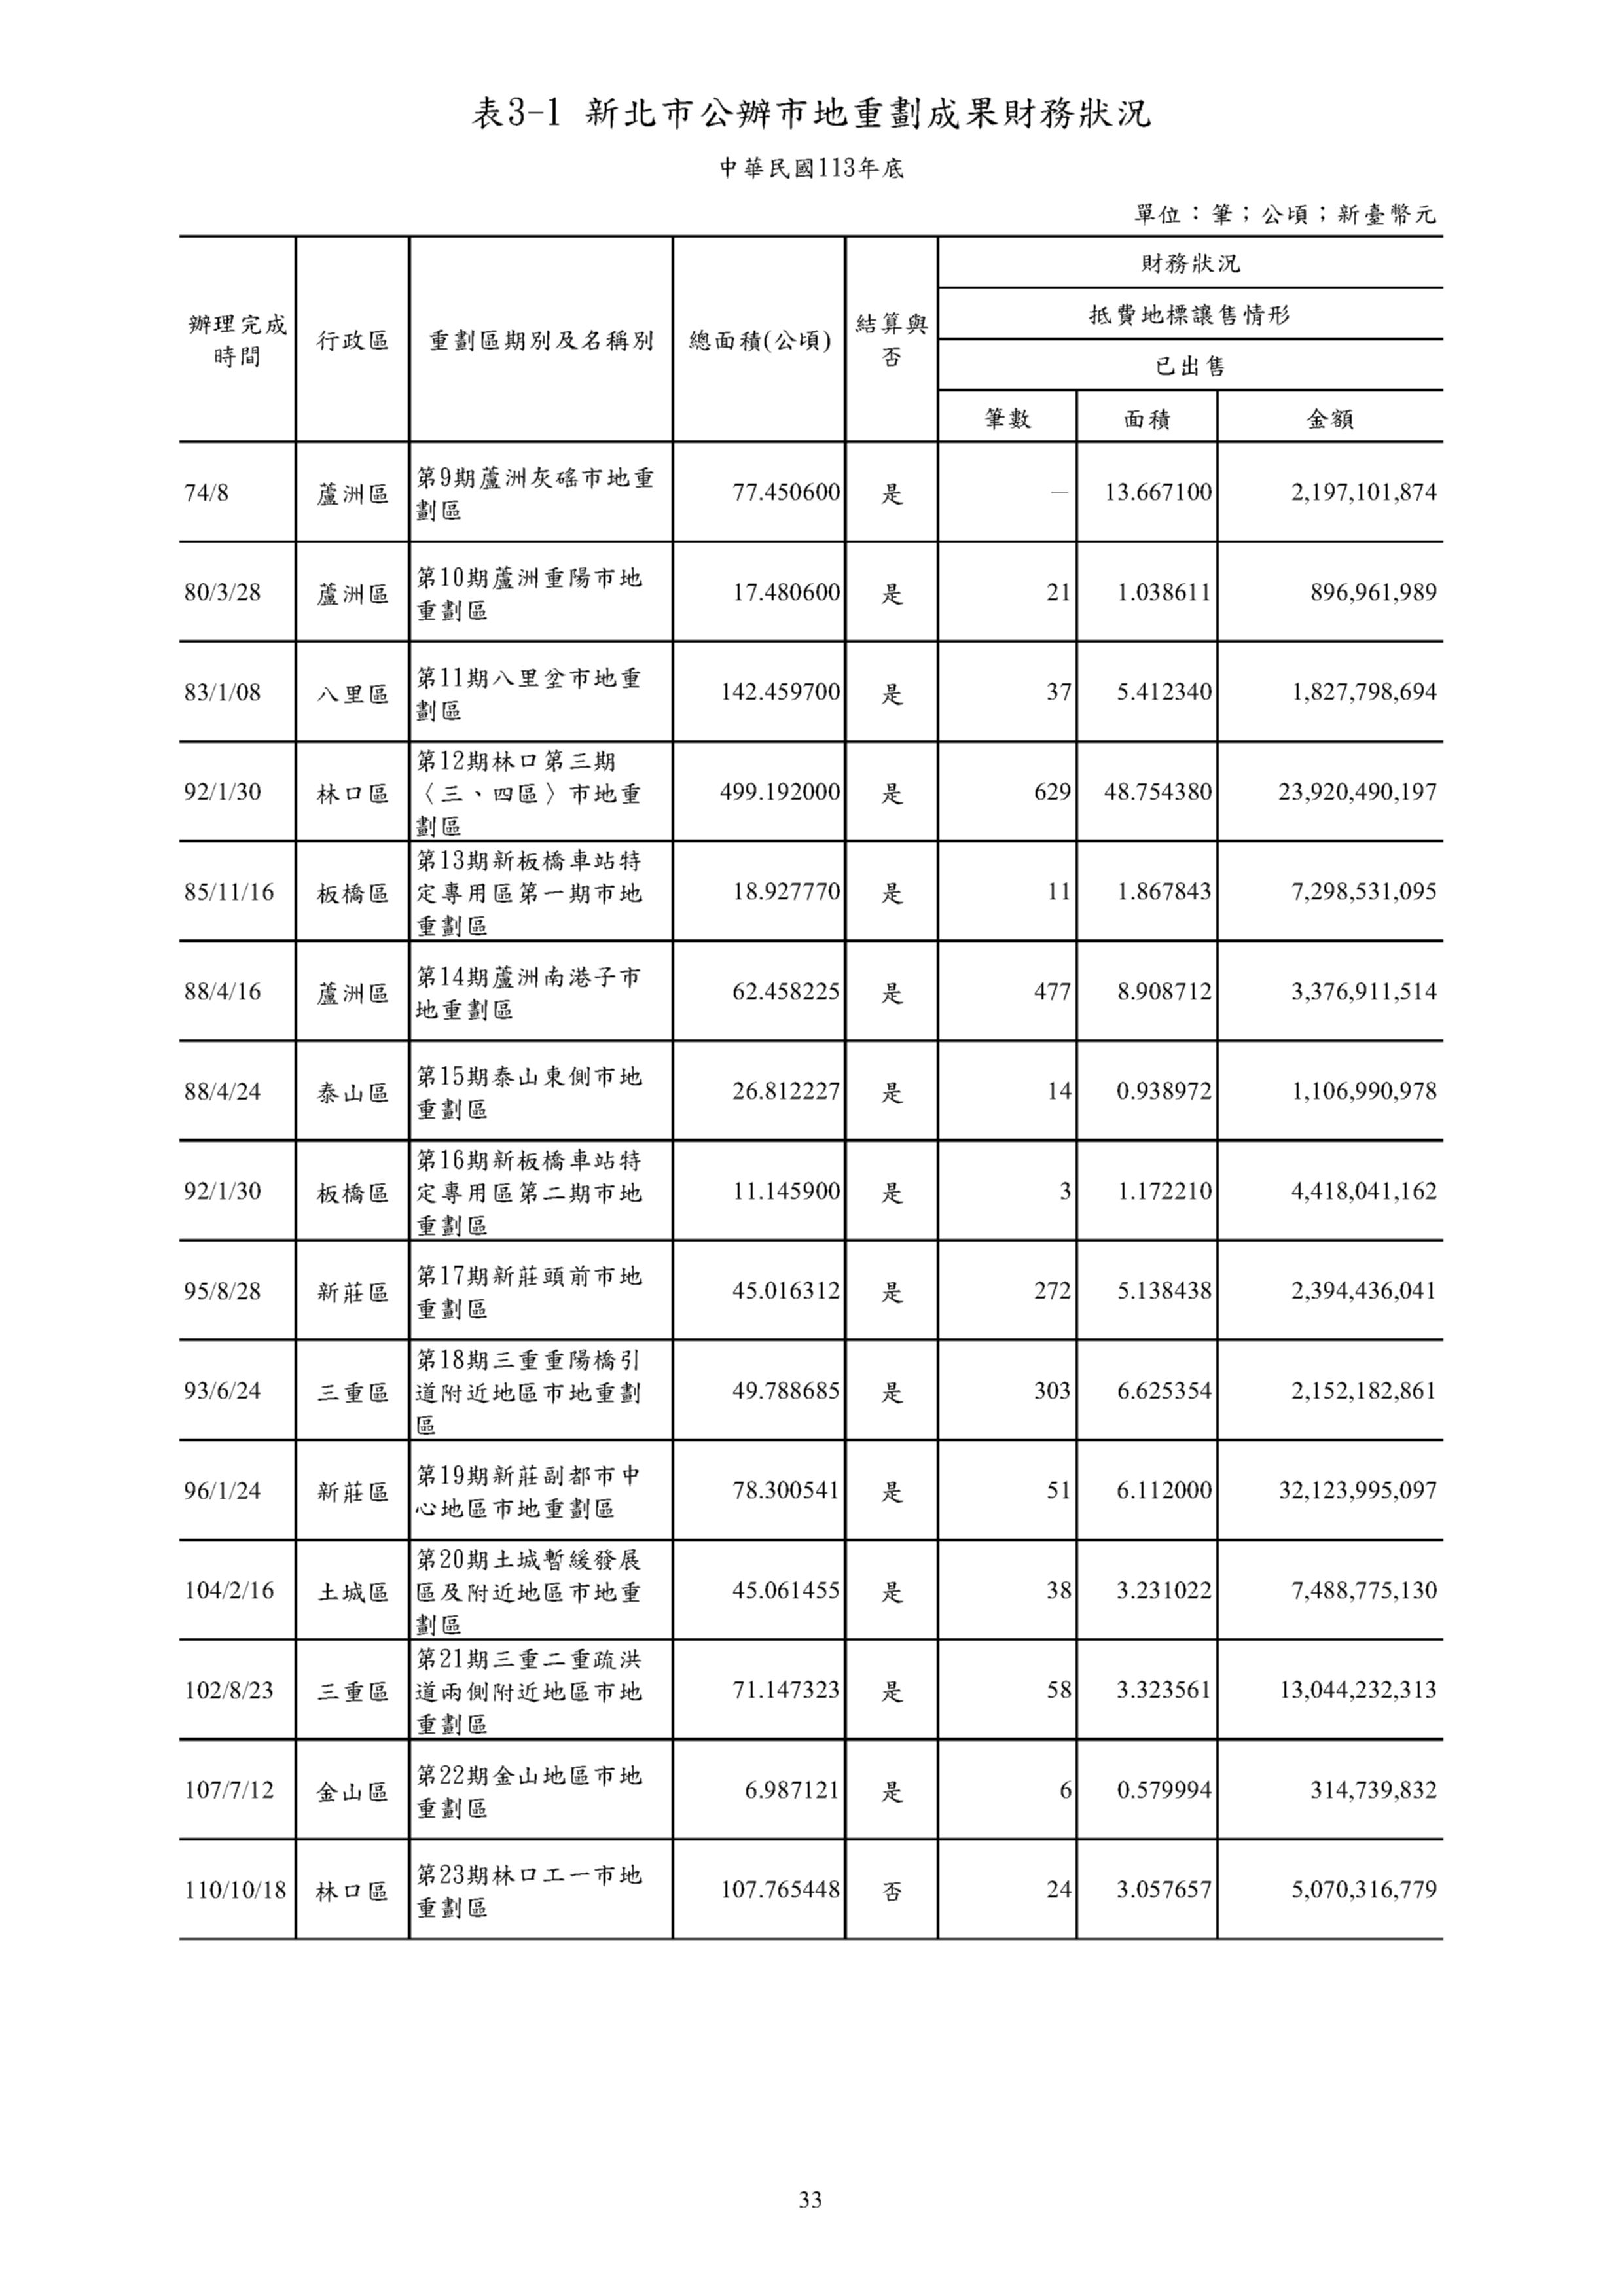 表3-1 新北市公辦市地重劃成果財務狀況
中華民國113年底
單位：筆；公頃；新臺幣元
辦理完成
時間
行政區
重劃區期別及名稱別
總面積(公頃)
結算與
否
財務狀況
抵費地標讓售情形
已出售
筆數 面積 金額
74/8 蘆洲區 第9期蘆洲灰磘市地重
劃區 77.450600 是 — 13.667100 2,197,101,874
80/3/28 蘆洲區 第10期蘆洲重陽市地
重劃區 17.480600 是 21 1.038611 896,961,989
83/1/08 八里區 第11期八里坌市地重
劃區 142.459700 是 37 5.412340 1,827,798,694
92/1/30 林口區 第12期林口第三期
〈三、四區〉市地重
劃區 499.192000 是 629 48.754380 23,920,490,197
85/11/16 板橋區 第13期新板橋車站特
定專用區第一期市地
重劃區 18.927770 是 11 1.867843 7,298,531,095
88/4/16 蘆洲區 第14期蘆洲南港子市
地重劃區 62.458225 是 477 8.908712 3,376,911,514
88/4/24 泰山區 第15期泰山東側市地
重劃區 26.812227 是 14 0.938972 1,106,990,978
92/1/30 板橋區 第16期新板橋車站特
定專用區第二期市地
重劃區 11.145900 是 3 1.172210 4,418,041,162
95/8/28 新莊區 第17期新莊頭前市地
重劃區 45.016312 是 272 5.138438 2,394,436,041
93/6/24 三重區 第18期三重重陽橋引
道附近地區市地重劃
區 49.788685 是 303 6.625354 2,152,182,861
96/1/24 新莊區 第19期新莊副都市中
心地區市地重劃區 78.300541 是 51 6.112000 32,123,995,097
104/2/16 土城區 第20期土城暫緩發展
區及附近地區市地重
劃區 45.061455 是 38 3.231022 7,488,775,130
102/8/23 三重區 第21期三重二重疏洪
道兩側附近地區市地
重劃區 71.147323 是 58 3.323561 13,044,232,313
107/7/12 金山區 第22期金山地區市地
重劃區 6.987121 是 6 0.579994 314,739,832
110/10/18 林口區 第23期林口工一市地
重劃區 107.765448 否 24 3.057657 5,070,316,779
33